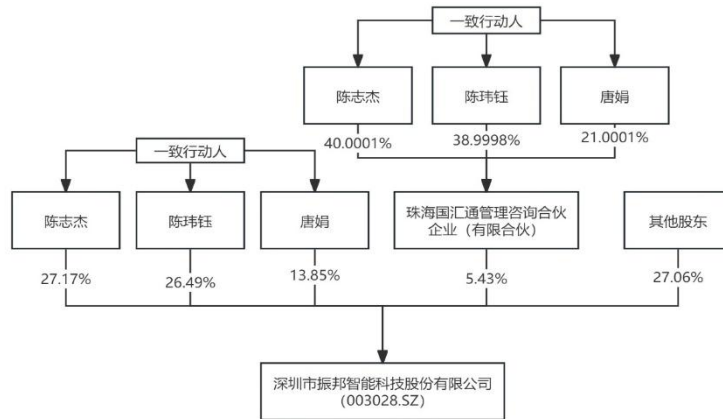 一致行动人
陈志杰
陈玮钰
唐娟
40.0001%
38.9998%
21.0001%
一致行动人
陈志杰
陈玮钰
唐娟
珠海国汇通管理咨询合伙
企业（有限合伙）
其他股东
27.17%
26.49%
13.85%
5.43%
27.06%
深圳市振邦智能科技股份有限公司
（003028.SZ）